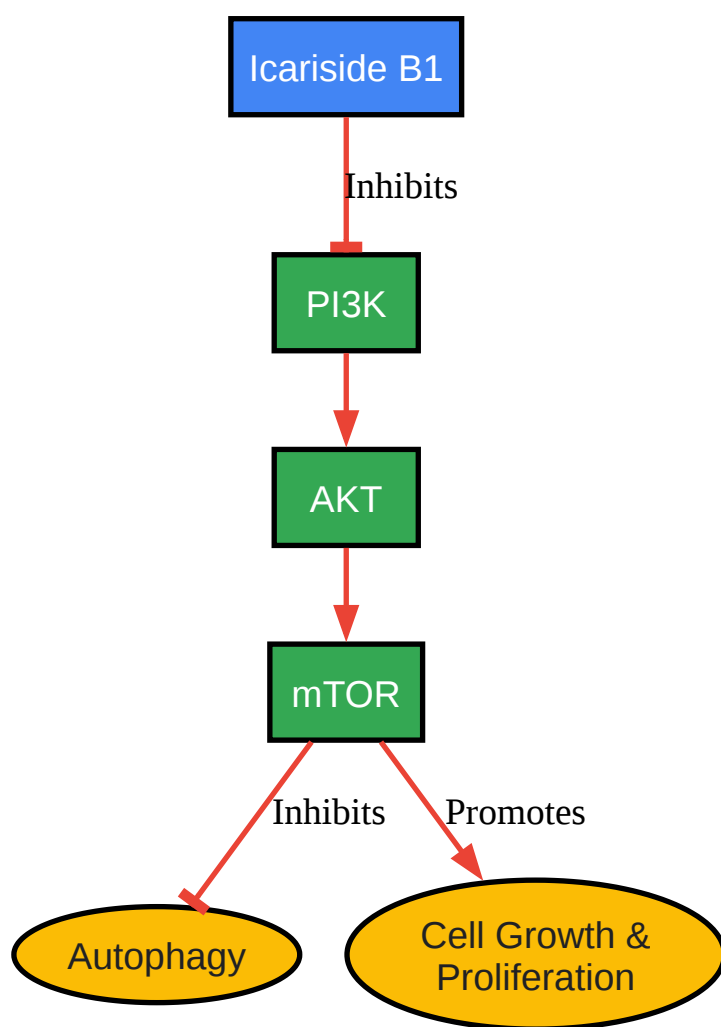 Icariside B1
Inhibits
PI3K
AKT
mTOR
Inhibits
Promotes
Autophagy
Cell Growth &
Proliferation